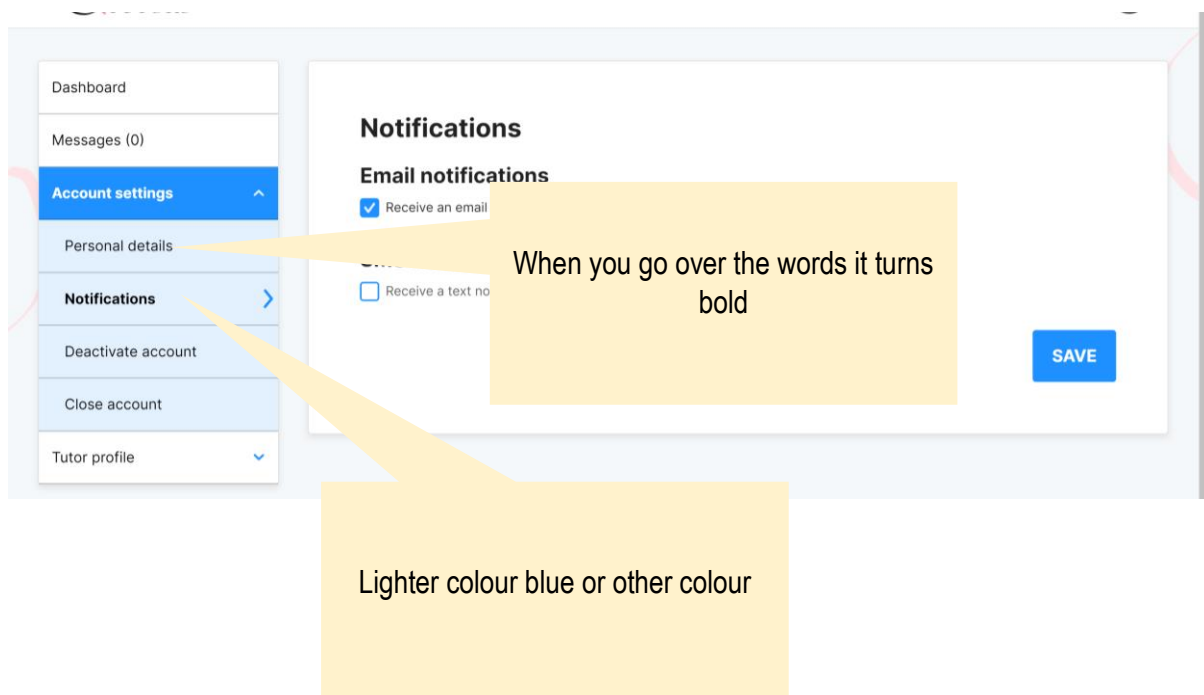 Dashboard
Messages (0)
Account settings
Personal details
Notifications
Deactivate account
Close account
Tutor profile
Notifications
Email notifications
Receive an email
Receive a text no
SAVE
When you go over the words it turns
bold
Lighter colour blue or other colour